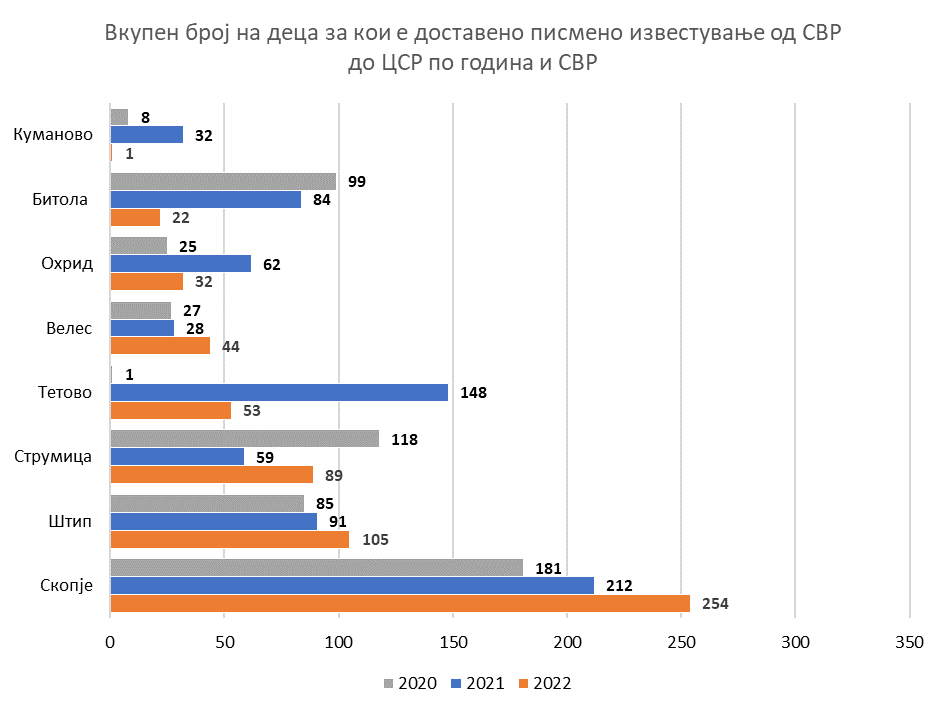 Вкупен број на деца за кои е доставено писмено известување од СВР
до ЦСР по година и СВР
Куманово
8
32
1
Битола
99
84
22
Охрид
25
62
32
Велес
27
28
44
Тетово
1
148
53
Струмица
118
59
89
Штип
85
91
105
Скопје
181
212
254
0 50 100 150 200 250 300 350
2020 2021 2022